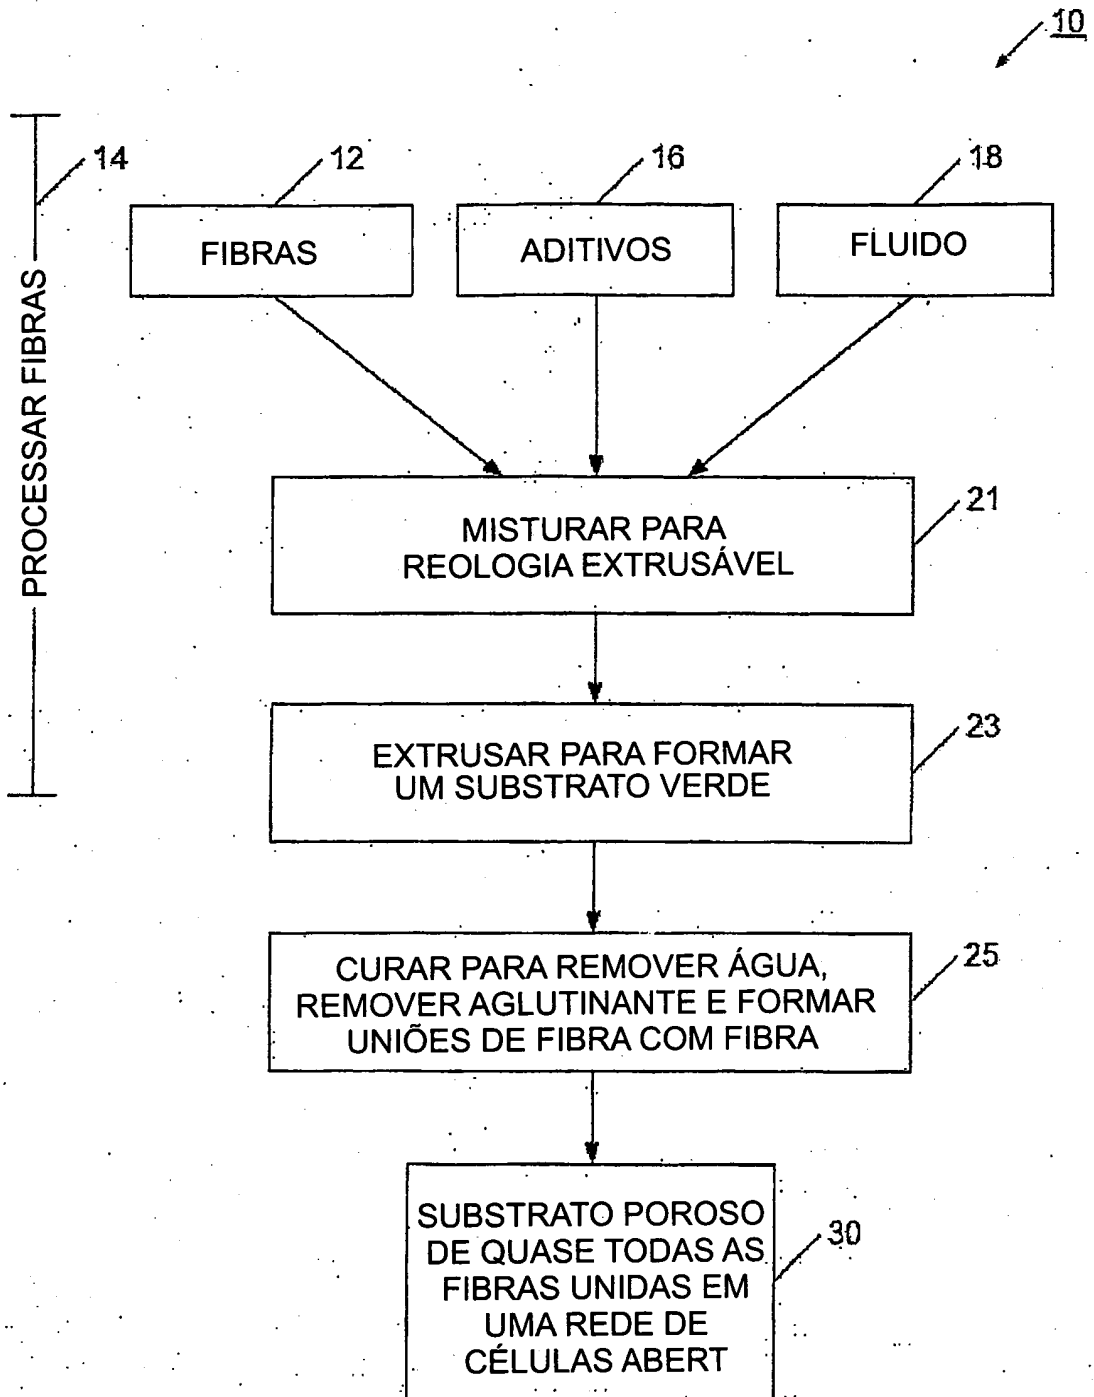 10
14
12
16
18
FIBRAS
ADITIVOS
FLUIDO
PROCESSAR FIBRAS
21
MISTURAR PARA
REOLOGIA EXTRUSÁVEL
23
EXTRUSAR PARA FORMAR
UM SUBSTRATO VERDE
25
CURAR PARA REMOVER ÁGUA,
REMOVER AGLUTINANTE E FORMAR
UNIÕES DE FIBRA COM FIBRA
30
SUBSTRATO POROSO
DE QUASE TODAS AS
FIBRAS UNIDAS EM
UMA REDE DE
CÉLULAS ABERT